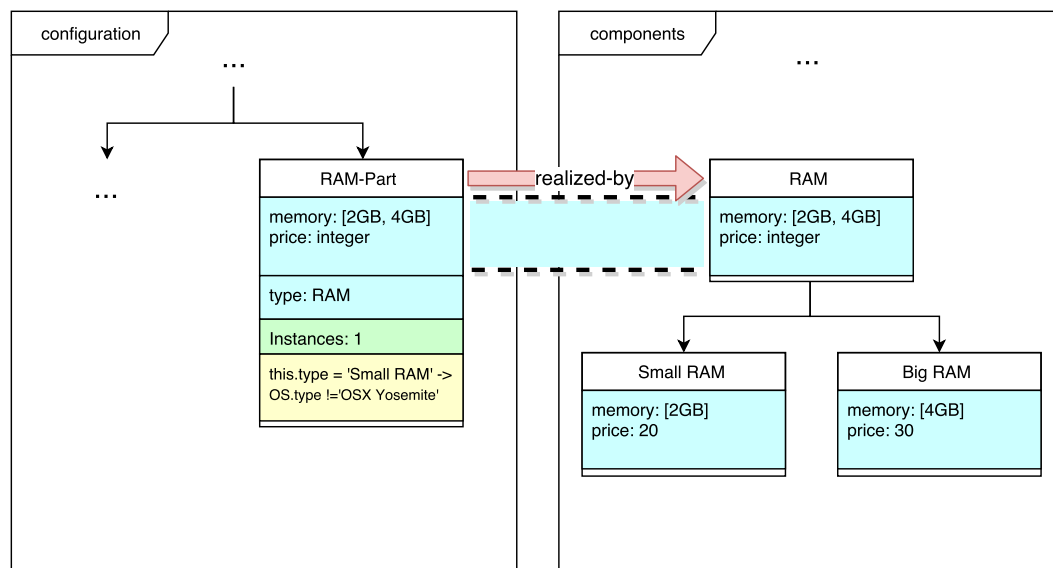 configuration
...
...
RAM-Part
memory: [2GB, 4GB]
price: integer
type: RAM
Instances: 1
this.type = 'Small RAM' ->
OS.type !='OSX Yosemite'
realized-by
components
...
RAM
memory: [2GB, 4GB]
price: integer
Small RAM
memory: [2GB]
price: 20
Big RAM
memory: [4GB]
price: 30